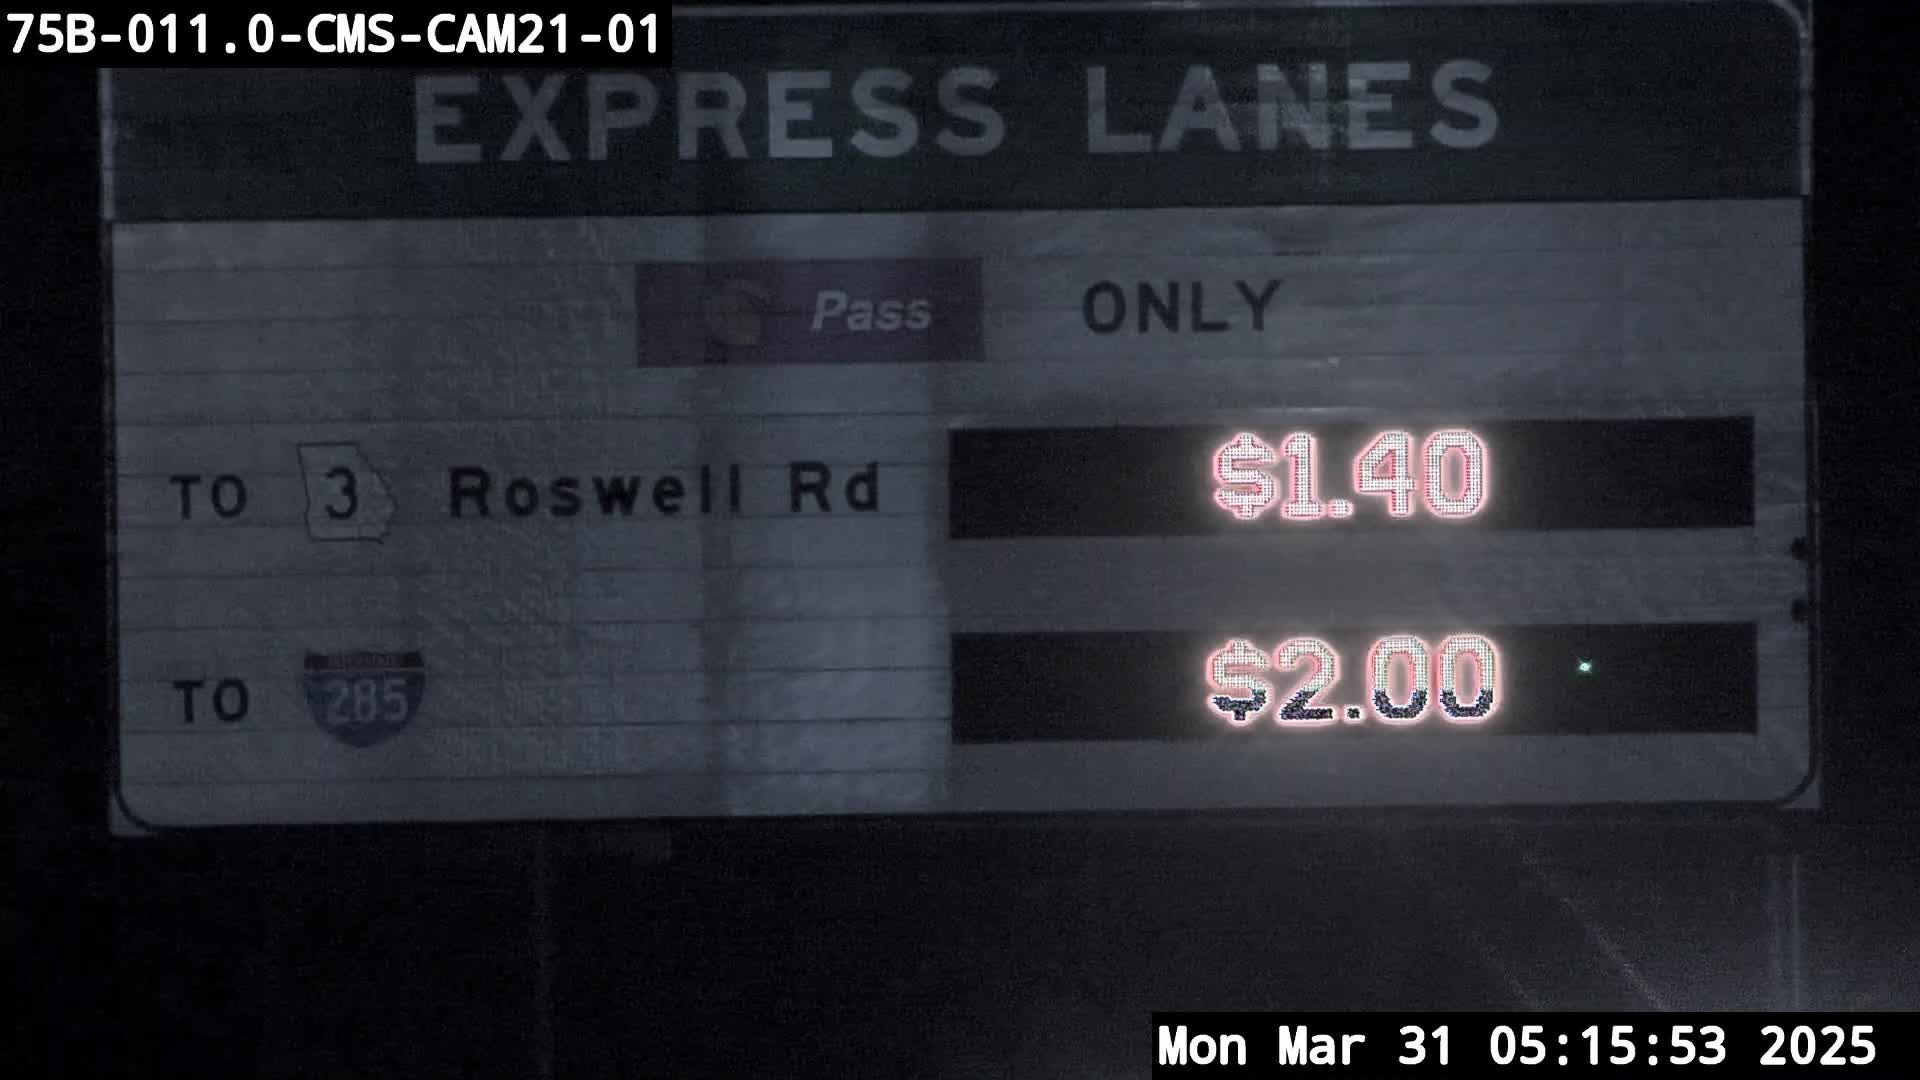 75B-011.0-CMS-CAM21-01
EXPRESS LANES
Pass ONLY
TO 3 Roswell Rd $1.40
TO 285 $2.00
Mon Mar 31 05:15:53 2025